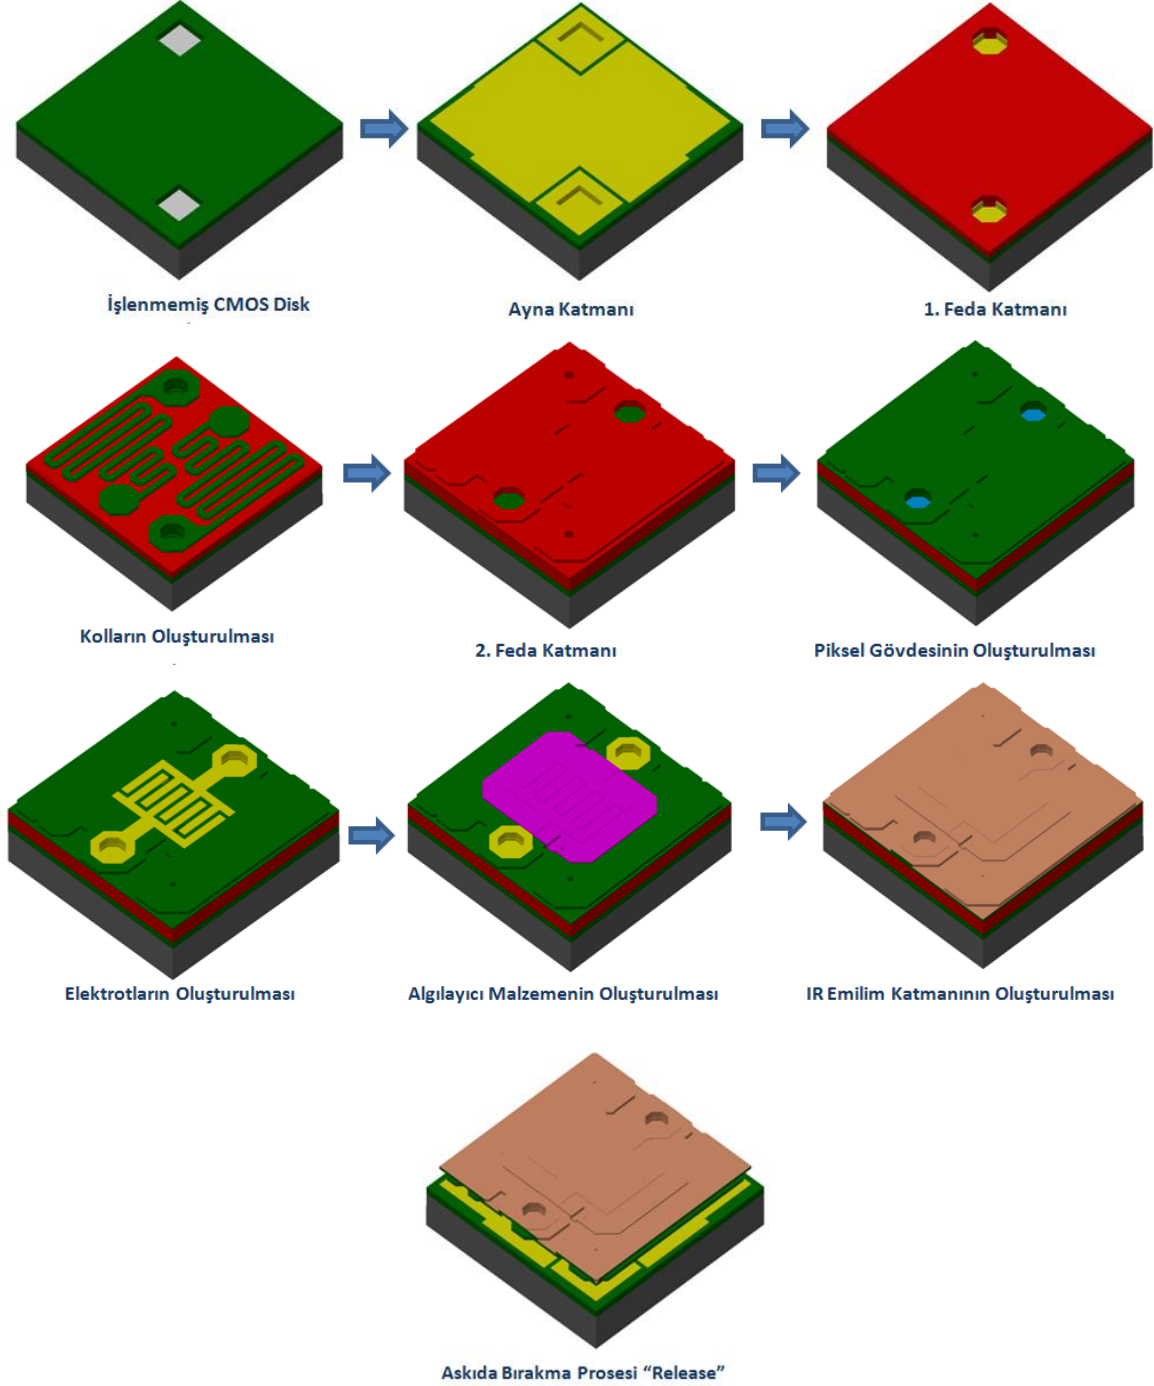 İşlenmemiş CMOS Disk
Ayna Katmanı
1. Feda Katmanı
Kolların Oluşturulması
2. Feda Katmanı
Piksel Gövdesinin Oluşturulması
Elektrotların Oluşturulması
Algılayıcı Malzemenin Oluşturulması
IR Emilim Katmanının Oluşturulması
Askıda Bırakma Prosesi “Release”